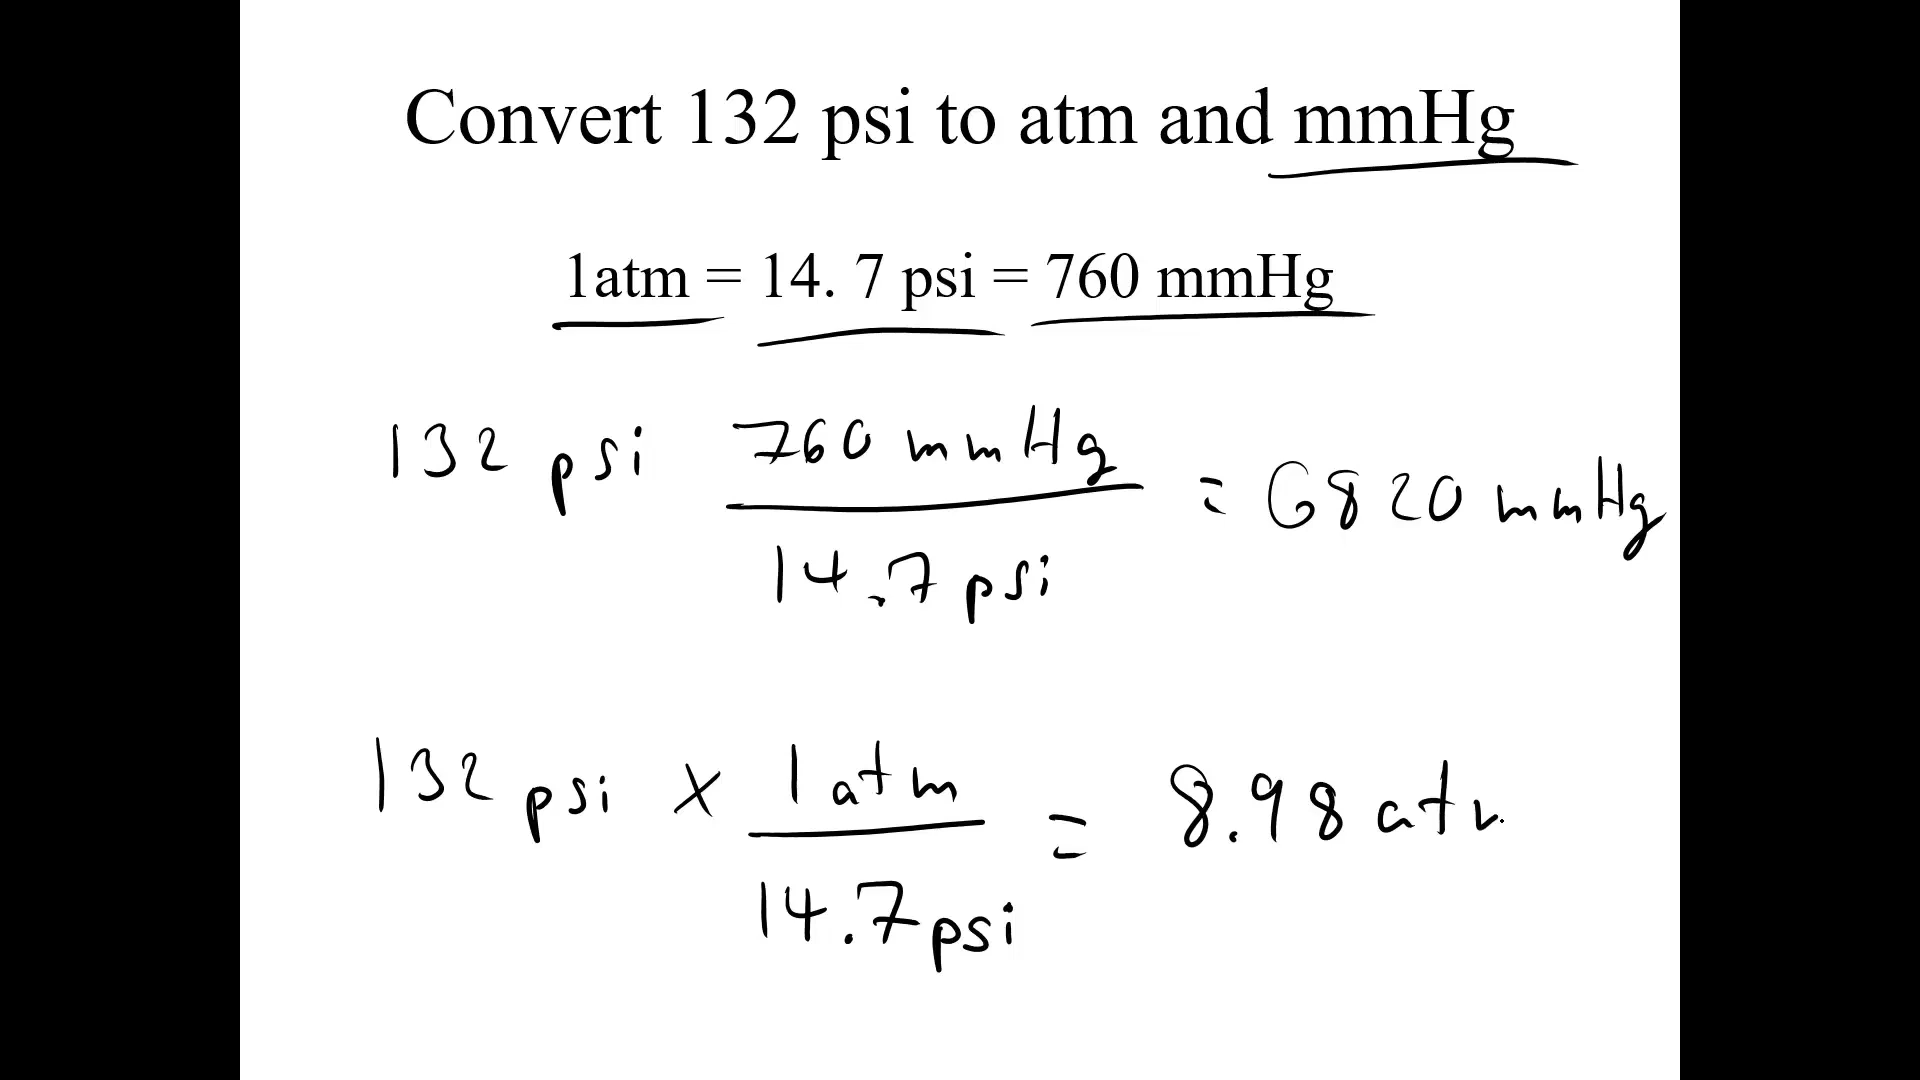 Convert 132 psi to atm and mmHg
1atm = 14. 7 psi = 760 mmHg
132 psi 760 mmHg = 6820 mmHg
14.7 psi
132 psi x 1 atm = 8.98 atm
14.7 psi